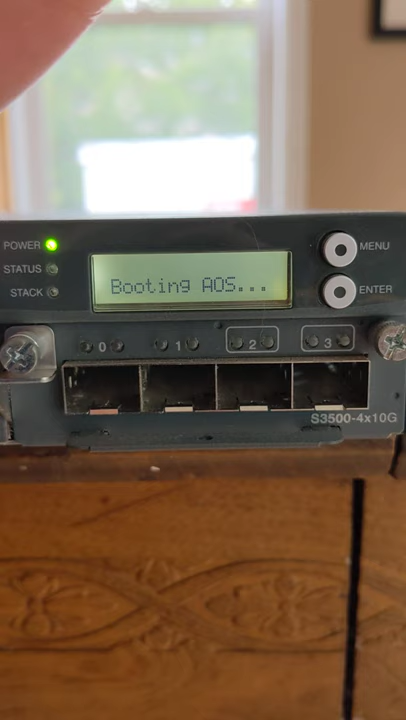 POWER
STATUS
STACK
Booting AOS...
MENU
ENTER
0
1
2
3
S3500-4x10G